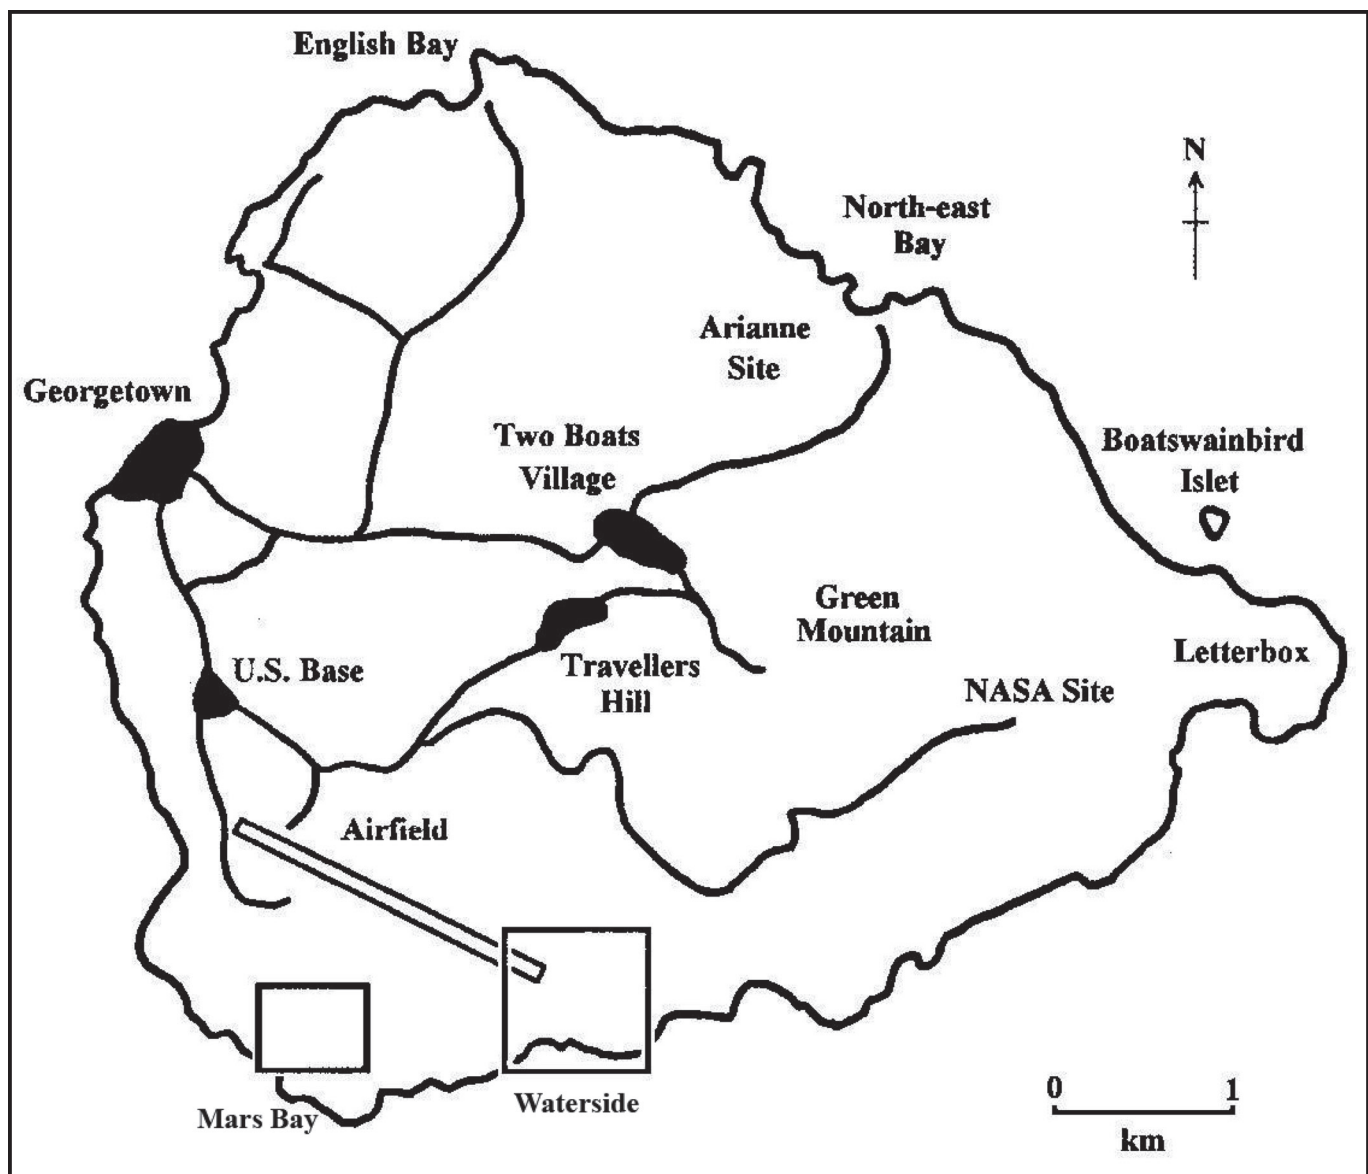 English Bay
N
North-east
Bay
Arianne
Site
Georgetown
Two Boats
Village
Boatswainbird
Islet
Green
Mountain
U.S. Base
Travellers
Hill
Letterbox
NASA Site
Airfield
Mars Bay
Waterside
0 1
km